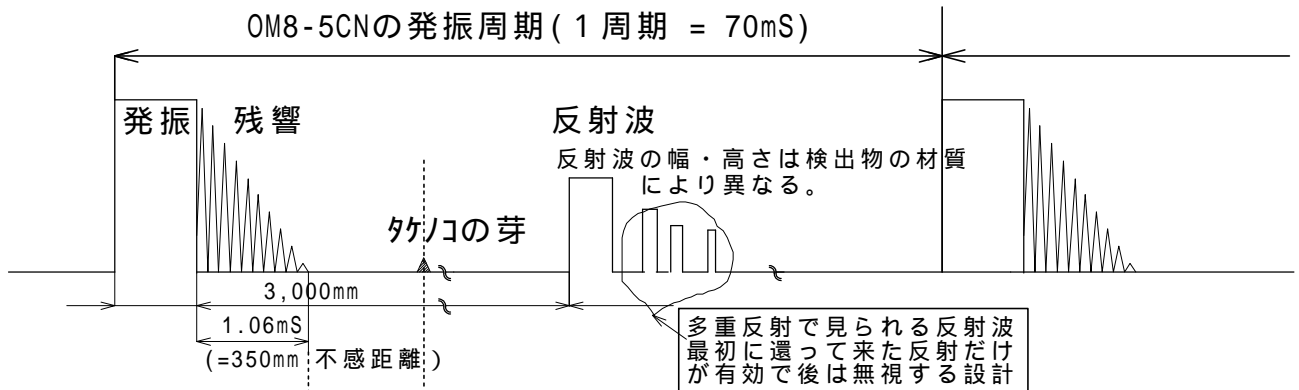 OM8-5CNの発振周期(1周期 = 70mS)
発振 残響 反射波
反射波の幅・高さは検出物の材質
により異なる。
ﾀｹﾉｺの芽
3,000mm
1.06mS
(=350mm 不感距離)
多重反射で見られる反射波
最初に還って来た反射だけ
が有効で後は無視する設計